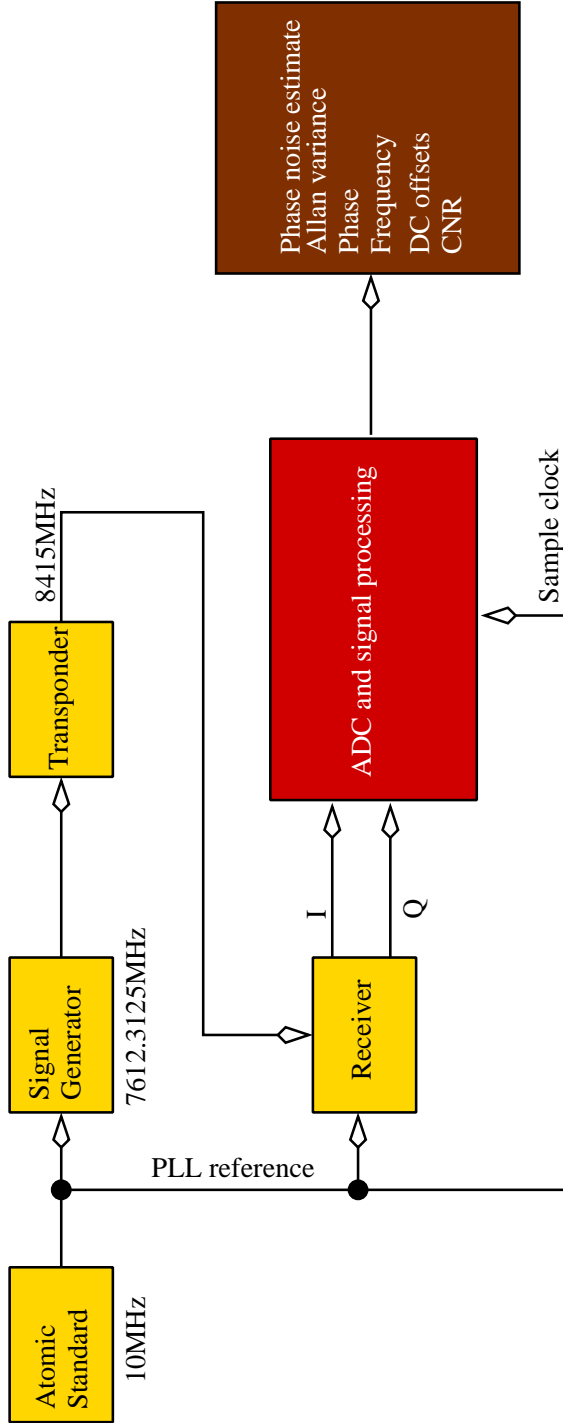 Atomic
Standard
10MHz
Signal
Generator
7612.3125MHz
Transponder
8415MHz
PLL reference
Receiver
I
Q
ADC and signal processing
Sample clock
Phase noise estimate
Allan variance
Phase
Frequency
DC offsets
CNR